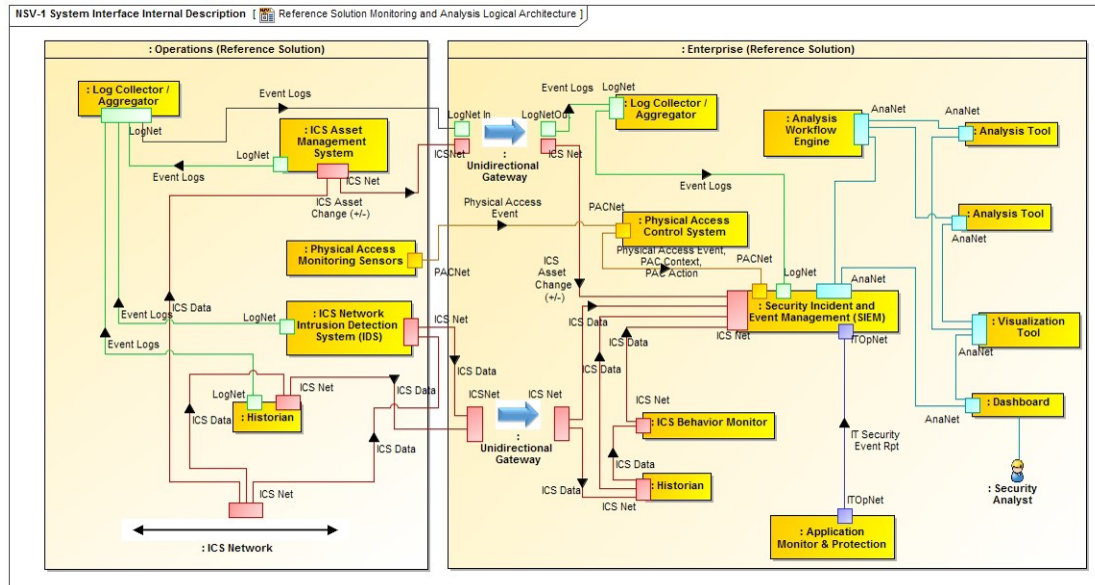 NSV-1 System Interface Internal Description [ Reference Solution Monitoring and Analysis Logical Architecture ]
: Operations (Reference Solution)
: Log Collector /
Aggregator
LogNet
Event Logs
: ICS Asset
Management
System
LogNet
Event Logs
ICS Net
ICS Asset
Change (+/-)
: Physical Access
Monitoring Sensors
PACNet
Physical Access
Event
ICS Data
: ICS Network
Intrusion Detection
System (IDS)
LogNet
Event Logs
Event Logs
ICS Net
ICS Data
ICS Data
LogNet
ICS Net
: Historian
ICS Data
ICS Data
ICS Data
ICS Net
: ICS Network
: Enterprise (Reference Solution)
LogNet In
LogNetOut
ICSNet
ICS Net
:
Unidirectional
Gateway
Event Logs
LogNet
: Log Collector /
Aggregator
Event Logs
: Analysis
Workflow
Engine
AnaNet
AnaNet
: Analysis Tool
: Analysis Tool
AnaNet
PACNet
: Physical Access
Control System
Physical Access Event,
PAC Context,
PAC Action
PACNet
LogNet
AnaNet
ICS
Asset
Change
(+/-)
: Security Incident and
Event Management (SIEM)
ICS Net
ITOpNet
ICS Data
ICS Data
ICS Data
: Visualization
Tool
AnaNet
: Dashboard
AnaNet
: Security
Analyst
ICSNet
ICS Net
:
Unidirectional
Gateway
ICS Net
: ICS Behavior Monitor
ICS Data
ICS Data
: Historian
ICS Net
IT Security
Event Rpt
ITOpNet
: Application
Monitor & Protection